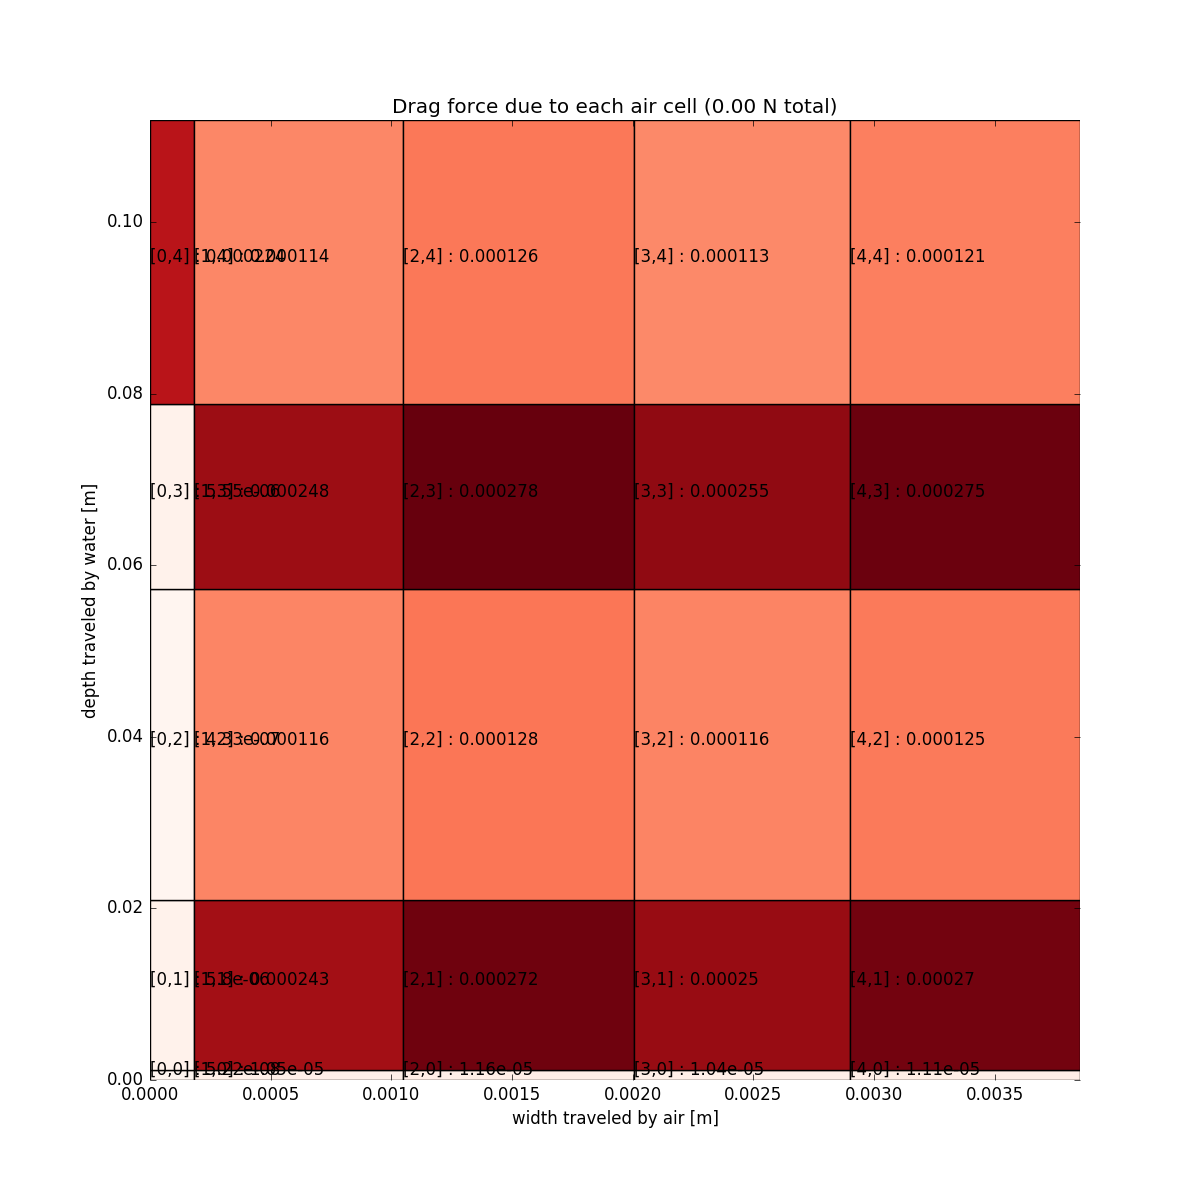 Drag force due to each air cell (0.00 N total)
0.10
[0,4] : 0.000204 [1,4] : 0.000114 [2,4] : 0.000126 [3,4] : 0.000113 [4,4] : 0.000121
0.08
[0,3] : 5.55e-06 [1,3] : 0.000248 [2,3] : 0.000278 [3,3] : 0.000255 [4,3] : 0.000275
0.06
depth traveled by water [m]
0.04
[0,2] : 4.33e-07 [1,2] : 0.000116 [2,2] : 0.000128 [3,2] : 0.000116 [4,2] : 0.000125
0.02
[0,1] : 5.8e-06 [1,1] : 0.000243 [2,1] : 0.000272 [3,1] : 0.00025 [4,1] : 0.00027
[0,0] [1,0] : 1.05e-05 [2,0] : 1.16e-05 [3,0] : 1.04e-05 [4,0] : 1.11e-05
0.00
0.0000 0.0005 0.0010 0.0015 0.0020 0.0025 0.0030 0.0035
width traveled by air [m]